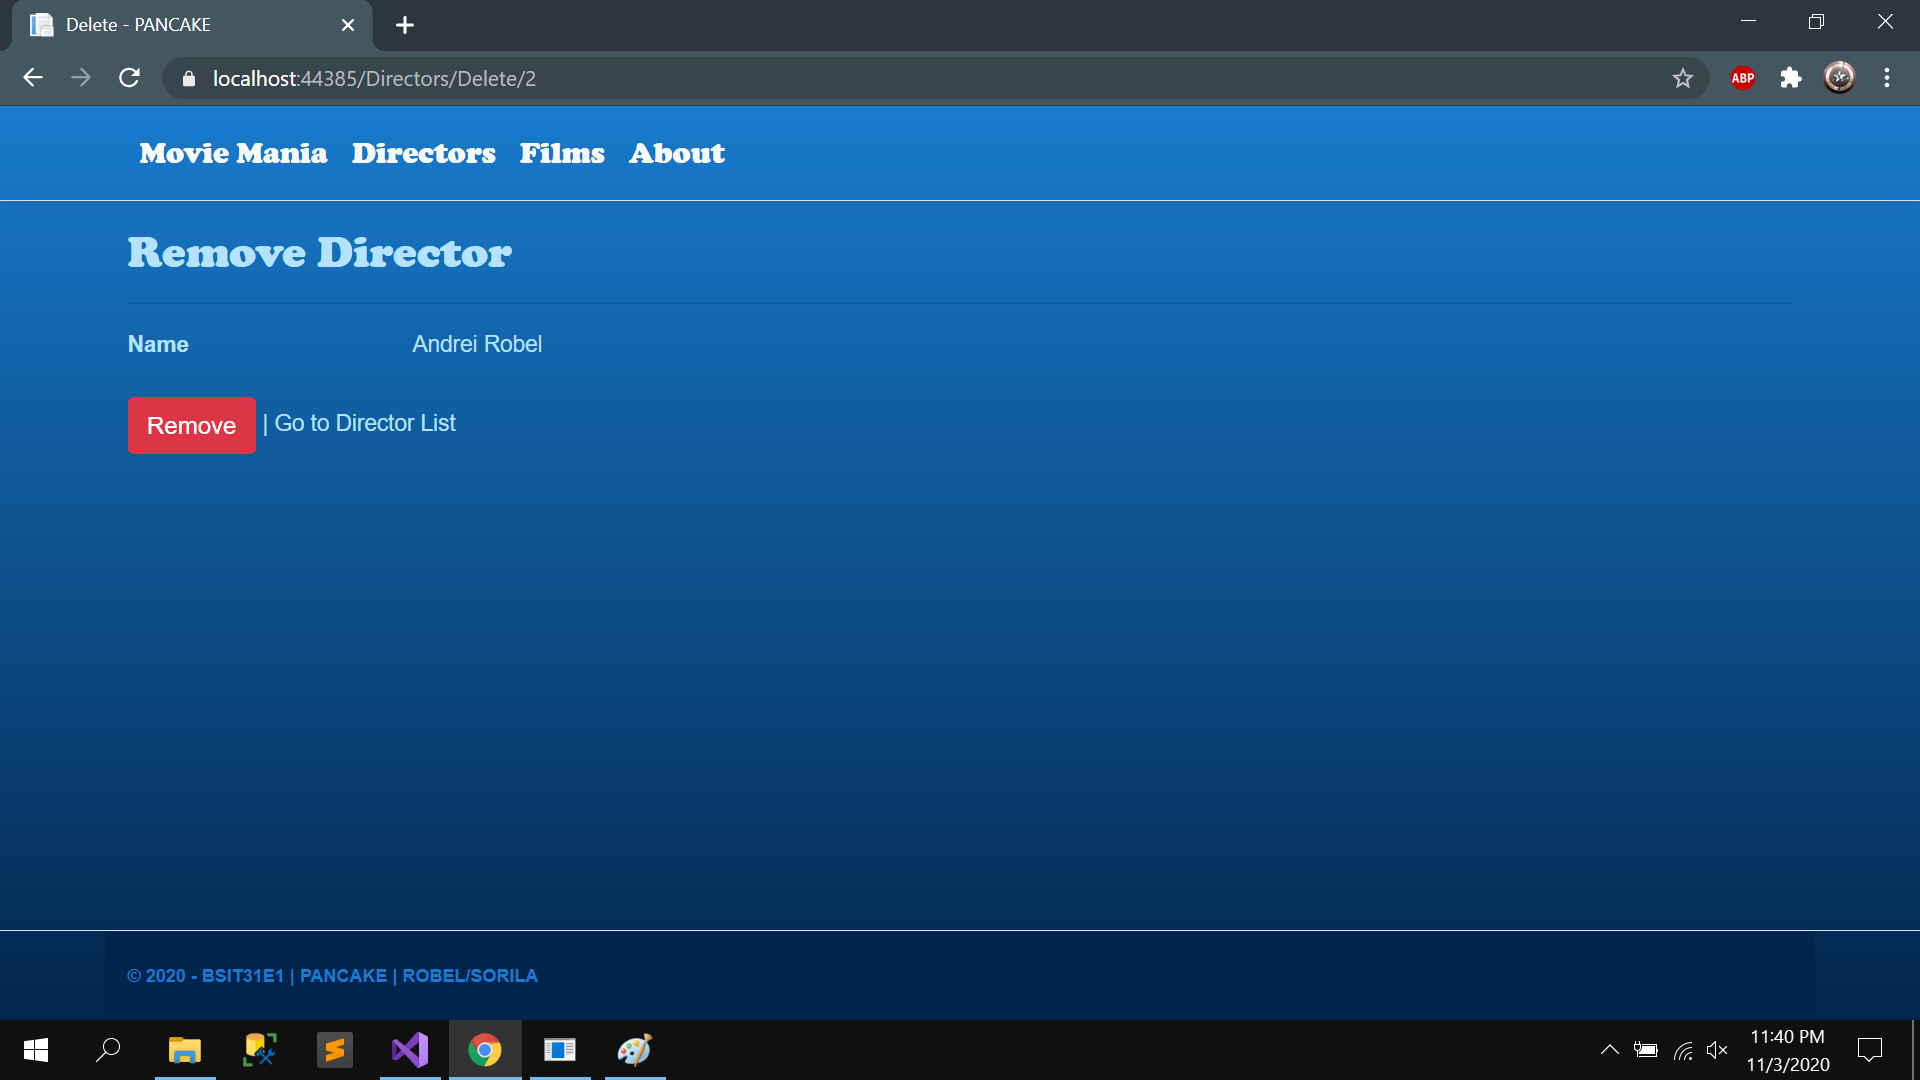 Delete - PANCAKE
localhost:44385/Directors/Delete/2
ABP
Movie Mania Directors Films About
Remove Director
Name Andrei Robel
Remove | Go to Director List
© 2020 - BSIT31E1 | PANCAKE | ROBEL/SORILA
11:40 PM
11/3/2020